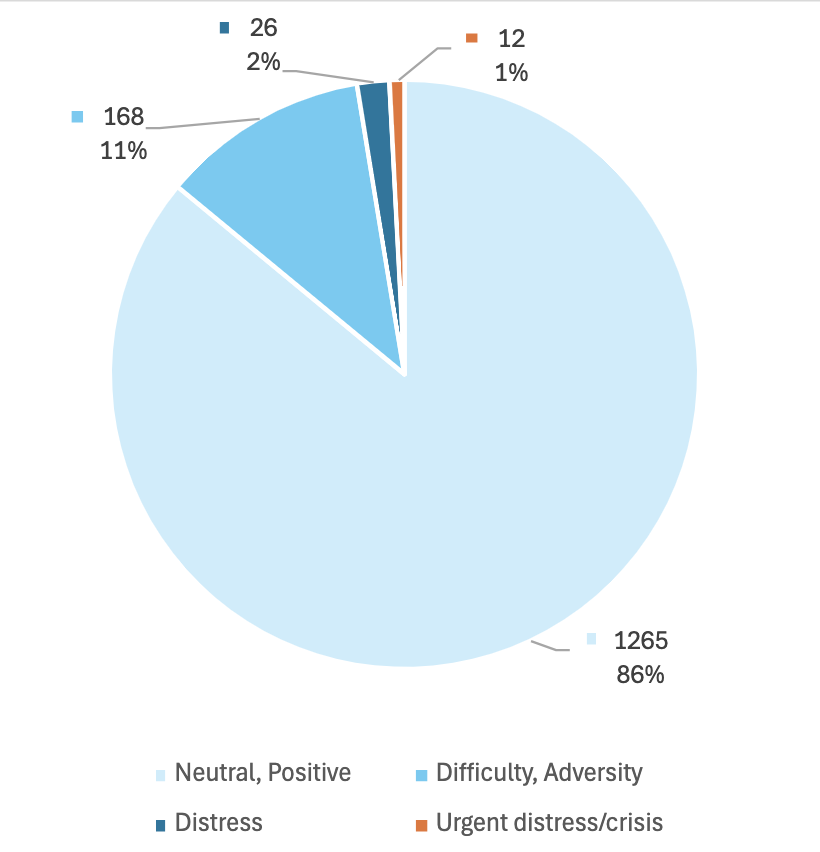 26
2%
12
1%
168
11%
1265
86%
Neutral, Positive
Difficulty, Adversity
Distress
Urgent distress/crisis